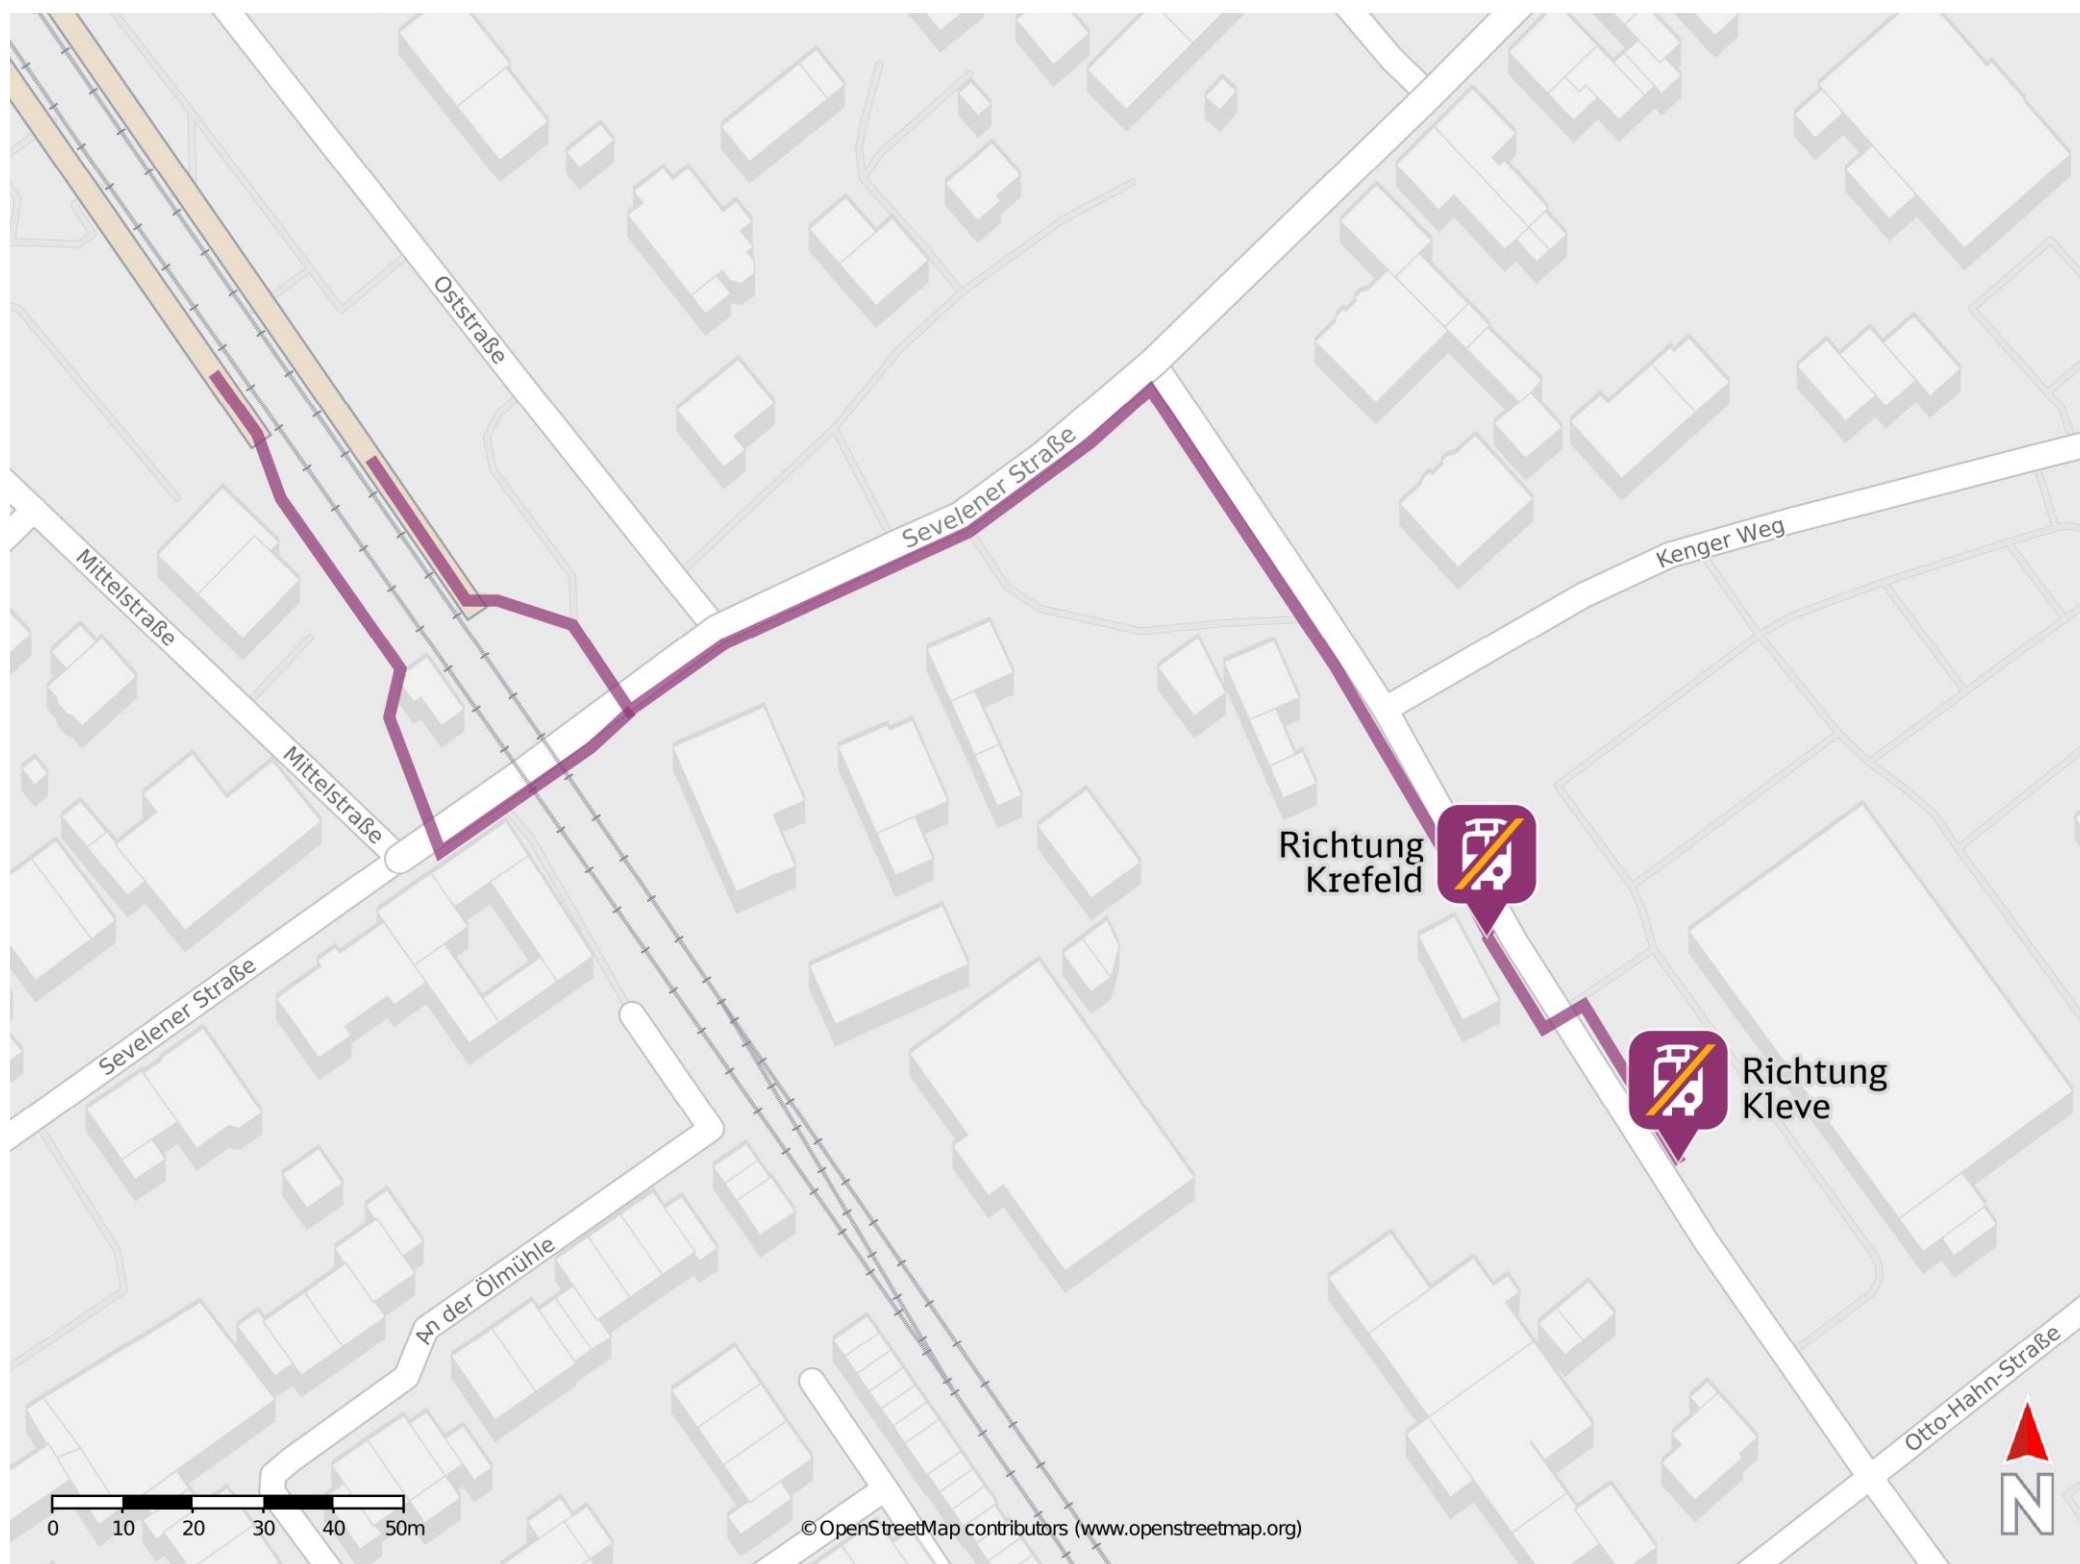 Oststraße
Sevelener Straße
Kenger Weg
Mittelstraße
Mittelstraße
Richtung
Krefeld
Sevelener Straße
Richtung
Kleve
An der Ölmühle
Otto-Hahn-Straße
N
0 10 20 30 40 50m
© OpenStreetMap contributors (www.openstreetmap.org)